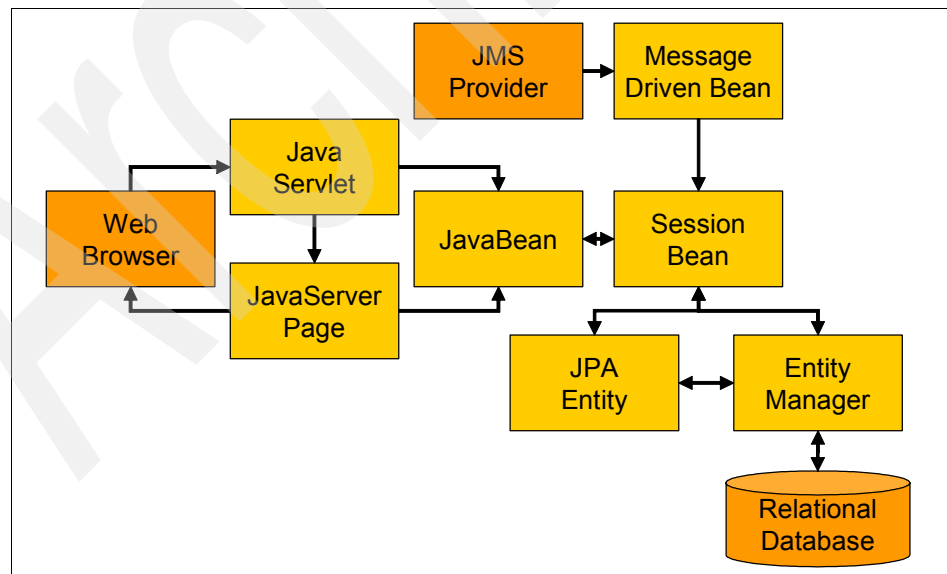 JMS
Provider
Message
Driven Bean
Java
Servlet
Web
Browser
JavaBean
Session
Bean
JavaServer
Page
JPA
Entity
Entity
Manager
Relational
Database